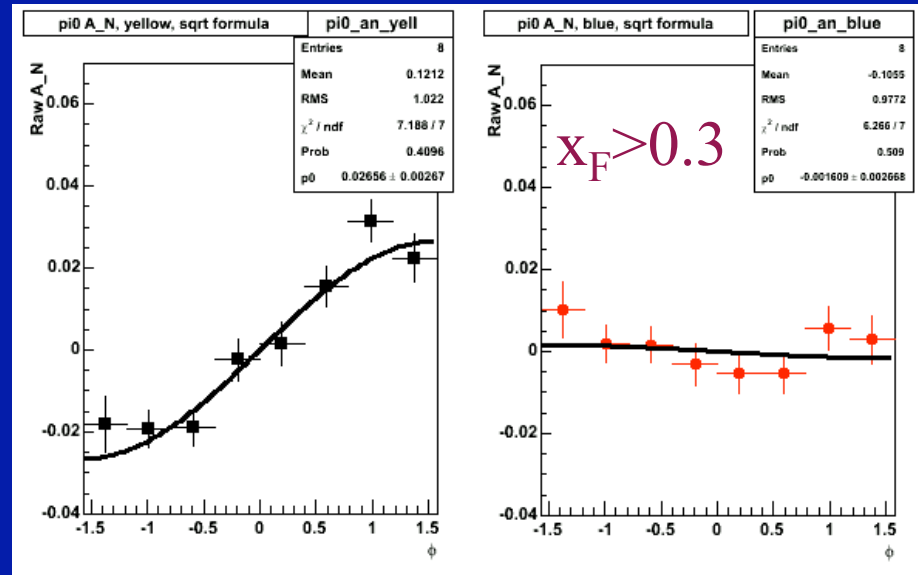 pi0 A_N, yellow, sqrt formula
pi0_an_yell
Entries 8
Mean 0.1212
RMS 1.022
χ² / ndf 7.188 / 7
Prob 0.4096
p0 0.02656 ± 0.00267
Raw A_N
0.06
0.04
0.02
0
-0.02
-0.04
-1.5 -1 -0.5 0 0.5 1 1.5
ϕ
pi0 A_N, blue, sqrt formula
pi0_an_blue
Entries 8
Mean -0.1055
RMS 0.9772
χ² / ndf 6.266 / 7
Prob 0.509
p0 -0.001609 ± 0.002668
Raw A_N
x_F>0.3
0.06
0.04
0.02
0
-0.02
-0.04
-1.5 -1 -0.5 0 0.5 1 1.5
ϕ